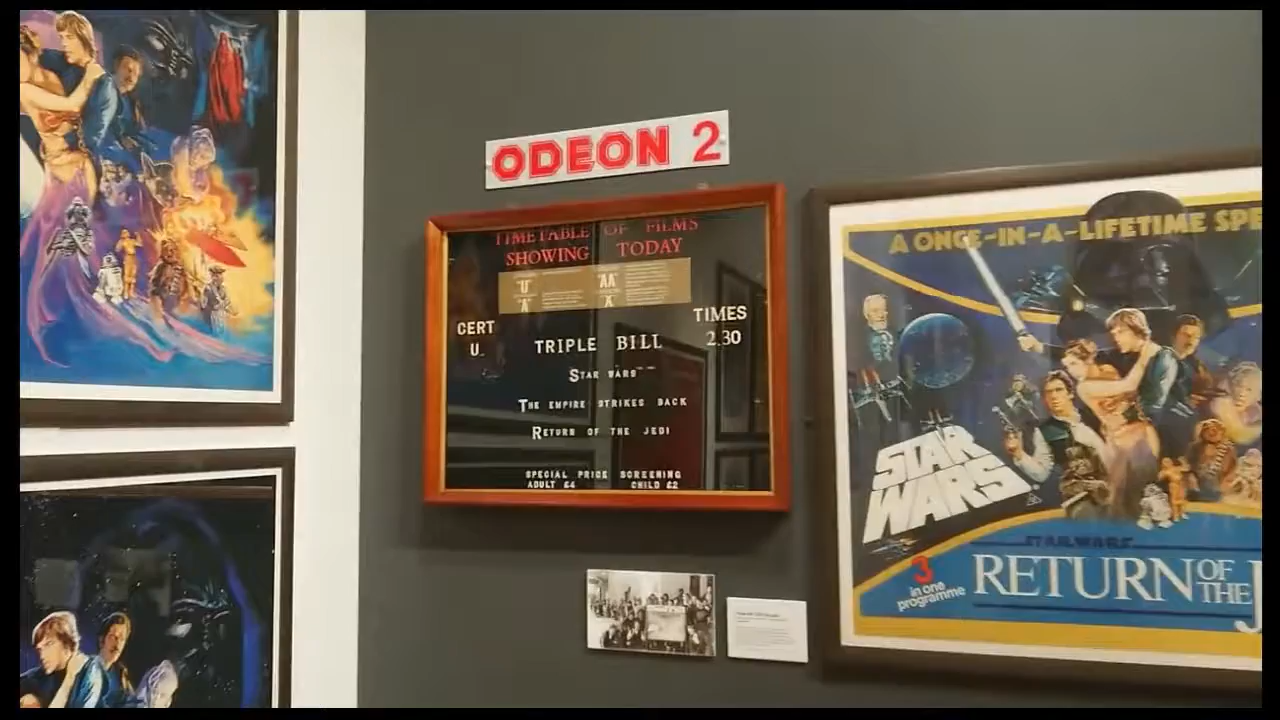 ODEON 2
TIMETABLE OF FILMS
SHOWING TODAY
"U"
"AA"
"A"
X
CERT
U
TIMES
2.30
TRIPLE BILL
STAR WARS
THE EMPIRE STRIKES BACK
RETURN OF THE JEDI
SPECIAL PRICE SCREENING
ADULT £4 CHILD £2
A ONCE-IN-A-LIFETIME SPE
STAR
WARS
3
in one
programme
STAR WARS
RETURN OF THE J